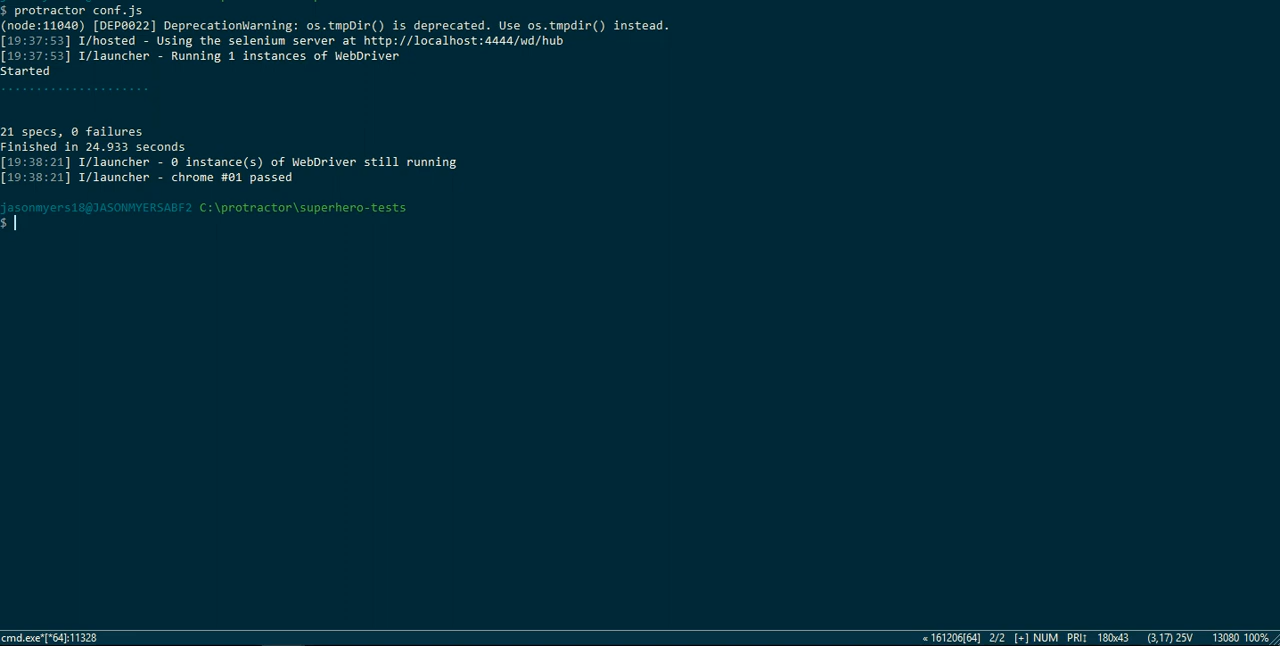 $ protractor conf.js
(node:11040) [DEP0022] DeprecationWarning: os.tmpDir() is deprecated. Use os.tmpdir() instead.
[19:37:53] I/hosted - Using the selenium server at http://localhost:4444/wd/hub
[19:37:53] I/launcher - Running 1 instances of WebDriver
Started
.....................
21 specs, 0 failures
Finished in 24.933 seconds
[19:38:21] I/launcher - 0 instance(s) of WebDriver still running
[19:38:21] I/launcher - chrome #01 passed
jasonmyers18@JASONMYERSABF2 C:\protractor\superhero-tests
$
cmd.exe*[*64]:11328 « 161206[64] 2/2 [+] NUM PRI↕ 180x43 (3,17) 25V 13080 100%